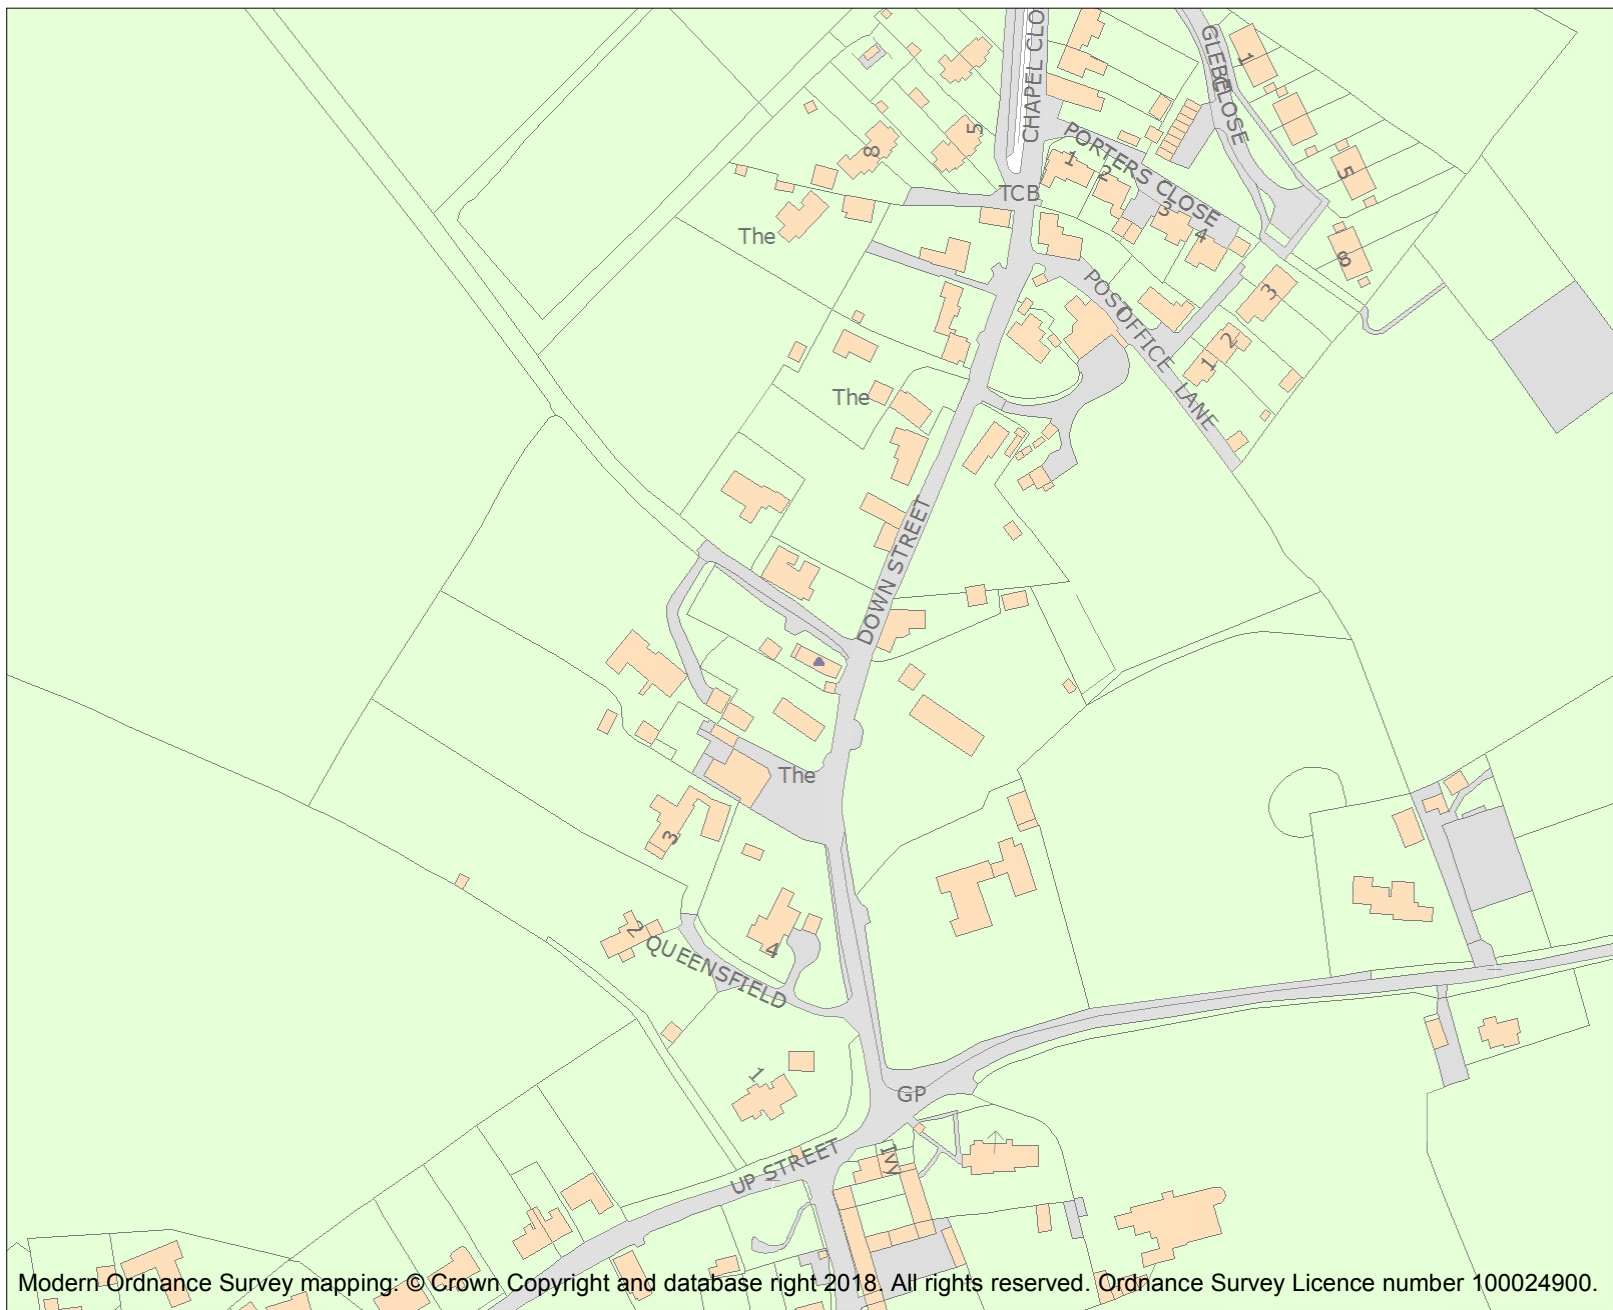 CHAPEL CLO
GLEBE
CLOSE
1
5
8
PORTERS CLOSE
1
2
3
4
5
8
TCB
The
POST OFFICE LANE
3
2
1
The
DOWN STREET
The
3
2
4
QUEENSFIELD
1
GP
UP STREET
Ivy
Modern Ordnance Survey mapping: © Crown Copyright and database right 2018. All rights reserved. Ordnance Survey Licence number 100024900.